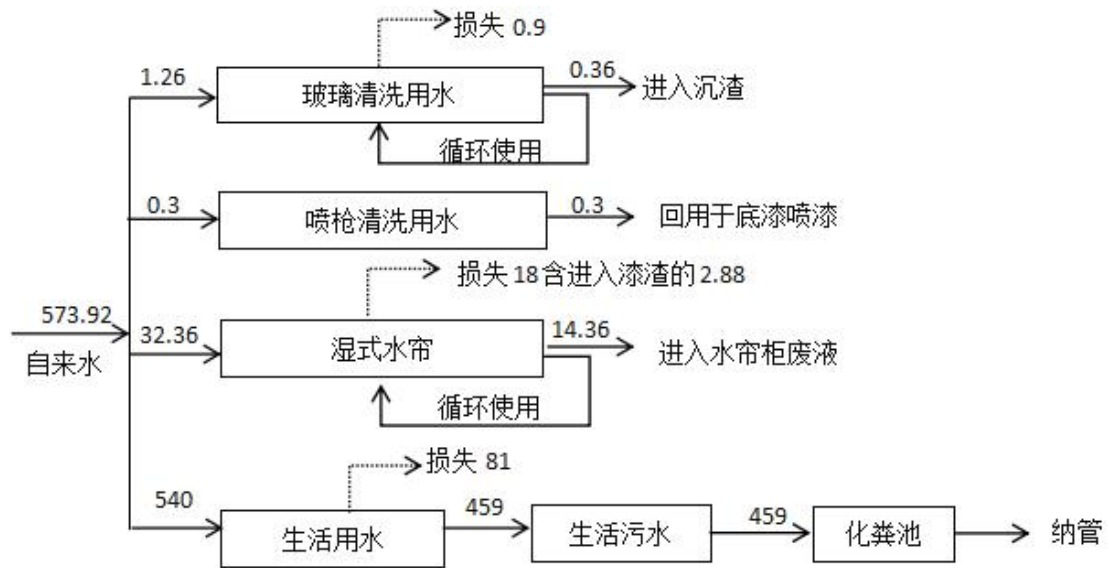 损失 0.9
1.26
玻璃清洗用水
0.36
进入沉渣
循环使用
0.3
喷枪清洗用水
0.3
回用于底漆喷漆
损失 18含进入漆渣的 2.88
573.92
自来水
32.36
湿式水帘
14.36
进入水帘柜废液
循环使用
损失 81
540
生活用水
459
生活污水
459
化粪池
纳管